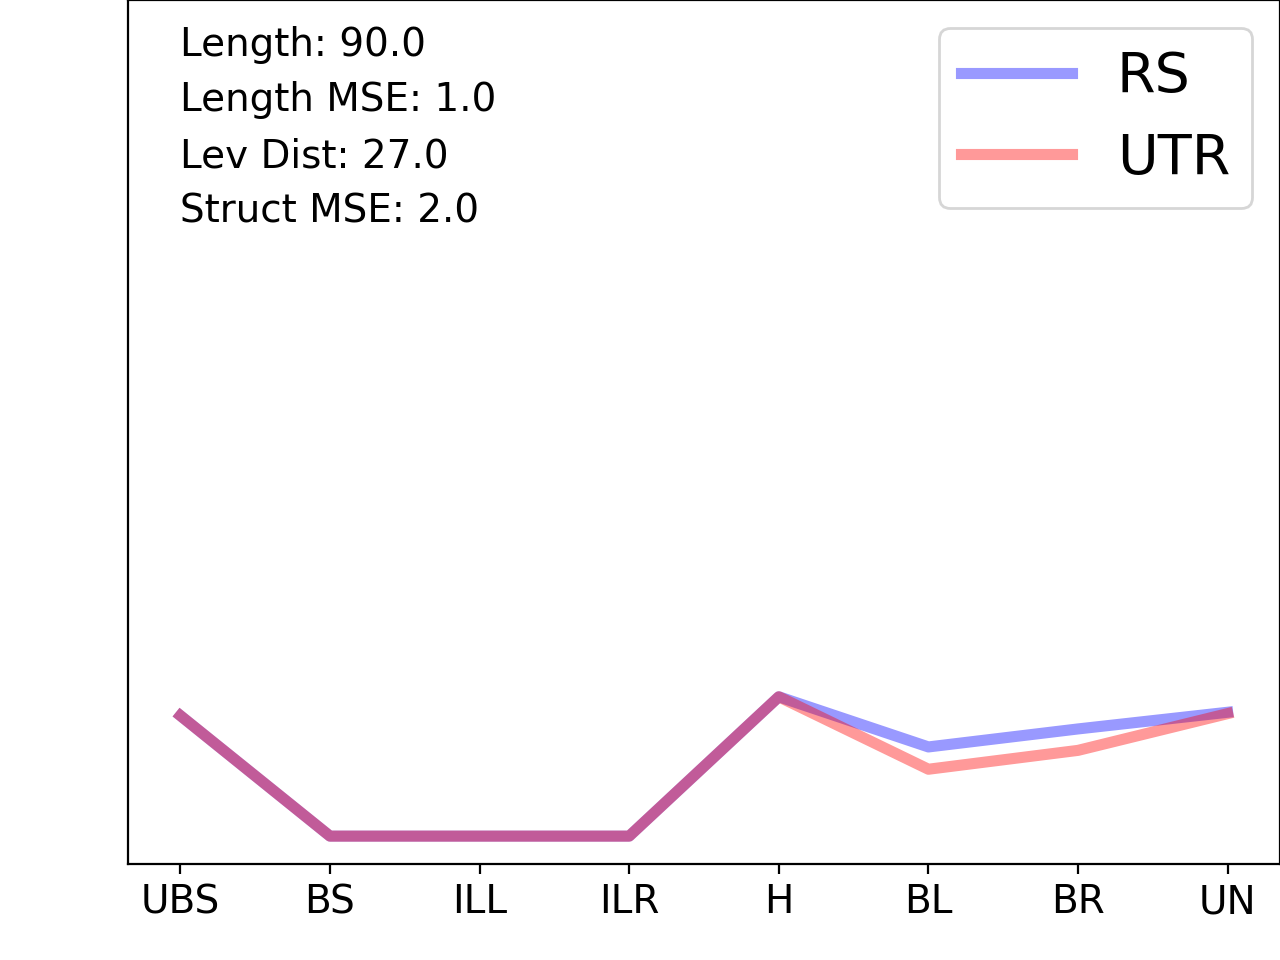 Length: 90.0
Length MSE: 1.0
Lev Dist: 27.0
Struct MSE: 2.0
RS
UTR
UBS BS ILL ILR H BL BR UN